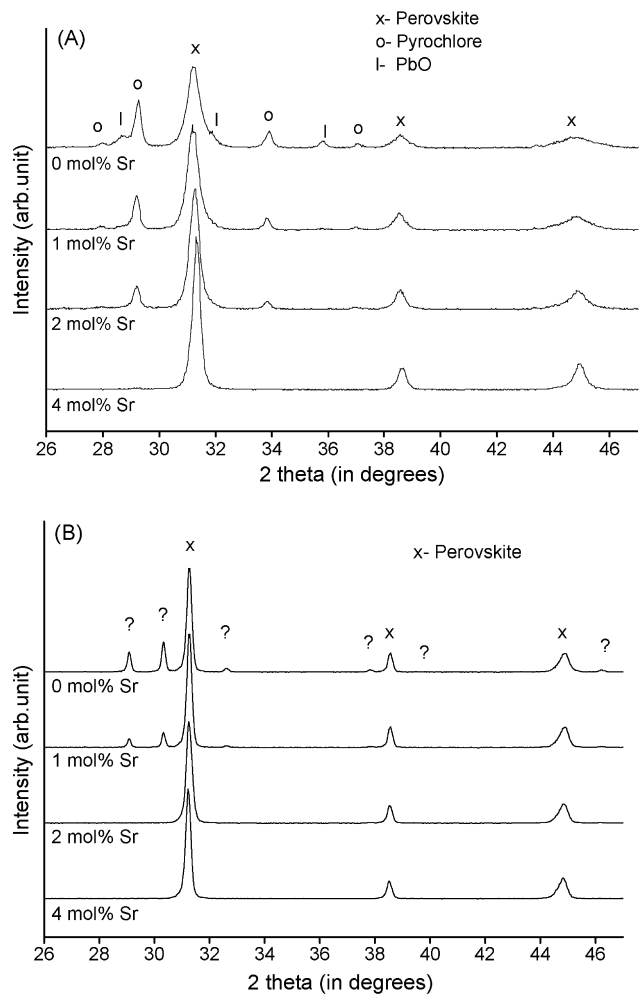 (A)
x- Perovskite
o- Pyrochlore
l- PbO
x
o
l
o
l
o
l
o
x
x
0 mol% Sr
1 mol% Sr
2 mol% Sr
4 mol% Sr
Intensity (arb.unit)
26 28 30 32 34 36 38 40 42 44 46
2 theta (in degrees)
(B)
x- Perovskite
x
?
?
?
?
x
?
x
?
0 mol% Sr
1 mol% Sr
2 mol% Sr
4 mol% Sr
Intensity (arb.unit)
26 28 30 32 34 36 38 40 42 44 46
2 theta (in degrees)